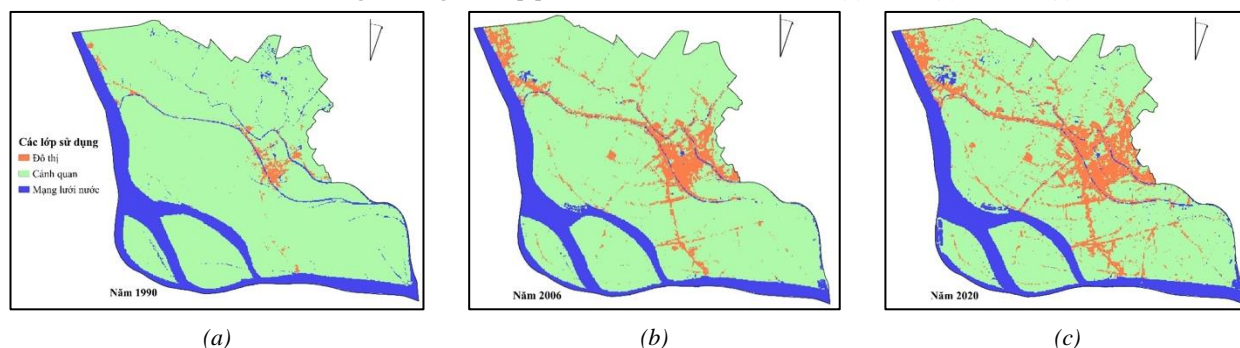 Các lớp sử dụng
Đô thị
Cảnh quan
Mạng lưới nước
Năm 1990
Năm 2006
Năm 2020
(a)
(b)
(c)